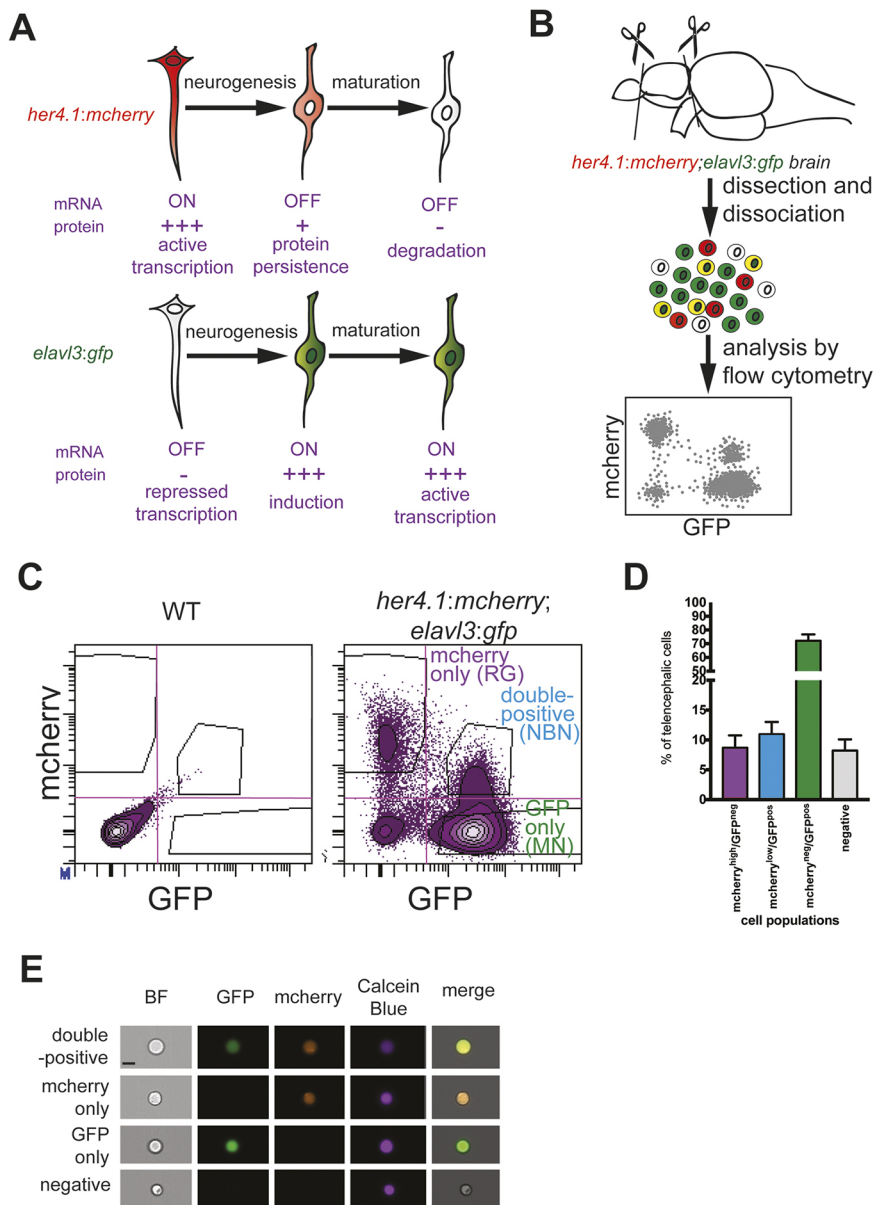 A
neurogenesis
maturation
her4.1:mcherry
mRNA
ON
OFF
OFF
protein
+++
+
-
active
transcription
protein
persistence
degradation
neurogenesis
maturation
elavl3:gfp
mRNA
OFF
ON
ON
protein
-
+++
+++
repressed
transcription
induction
active
transcription
B
her4.1:mcherry;elavl3:gfp brain
dissection and
dissociation
analysis by
flow cytometry
mcherry
GFP
C
WT
mcherry
GFP
her4.1:mcherry;
elavl3:gfp
mcherry
only (RG)
double-
positive
(NBN)
GFP
only
(MN)
GFP
D
% of telencephalic cells
100
90
80
70
60
50
20
15
10
5
0
mcherryhigh/GFPneg
mcherrylow/GFPpos
mcherryneg/GFPpos
negative
cell populations
E
BF
GFP
mcherry
Calcein
Blue
merge
double
-positive
mcherry
only
GFP
only
negative